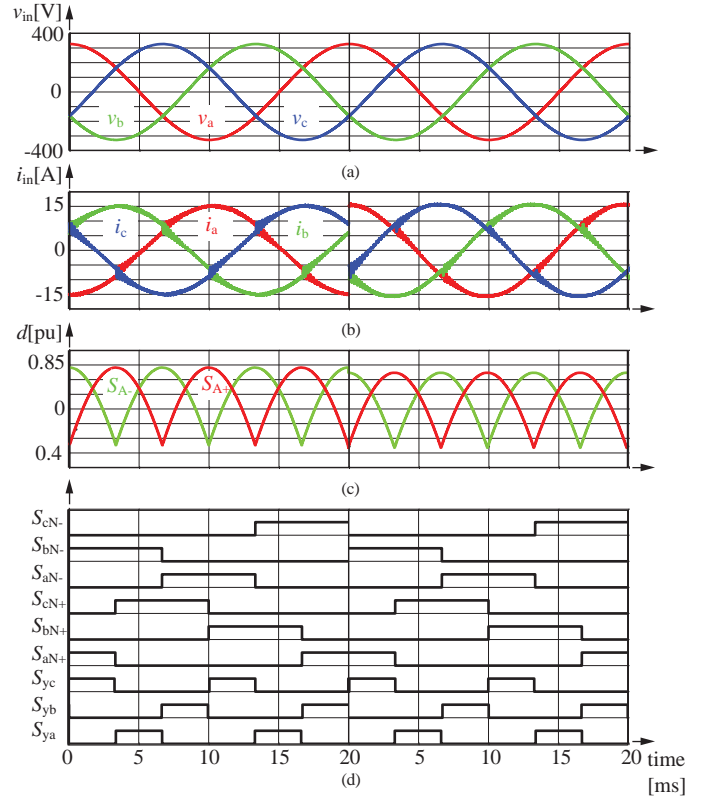 v_in[V]
400
0
-400
v_b v_a v_c
(a)
i_in[A]
15
0
-15
i_c i_a i_b
(b)
d[pu]
0.85
0
0.4
S_A- S_A+
(c)
S_cN-
S_bN-
S_aN-
S_cN+
S_bN+
S_aN+
S_yc
S_yb
S_ya
0 5 10 15 20 5 10 15 20 time
[ms]
(d)